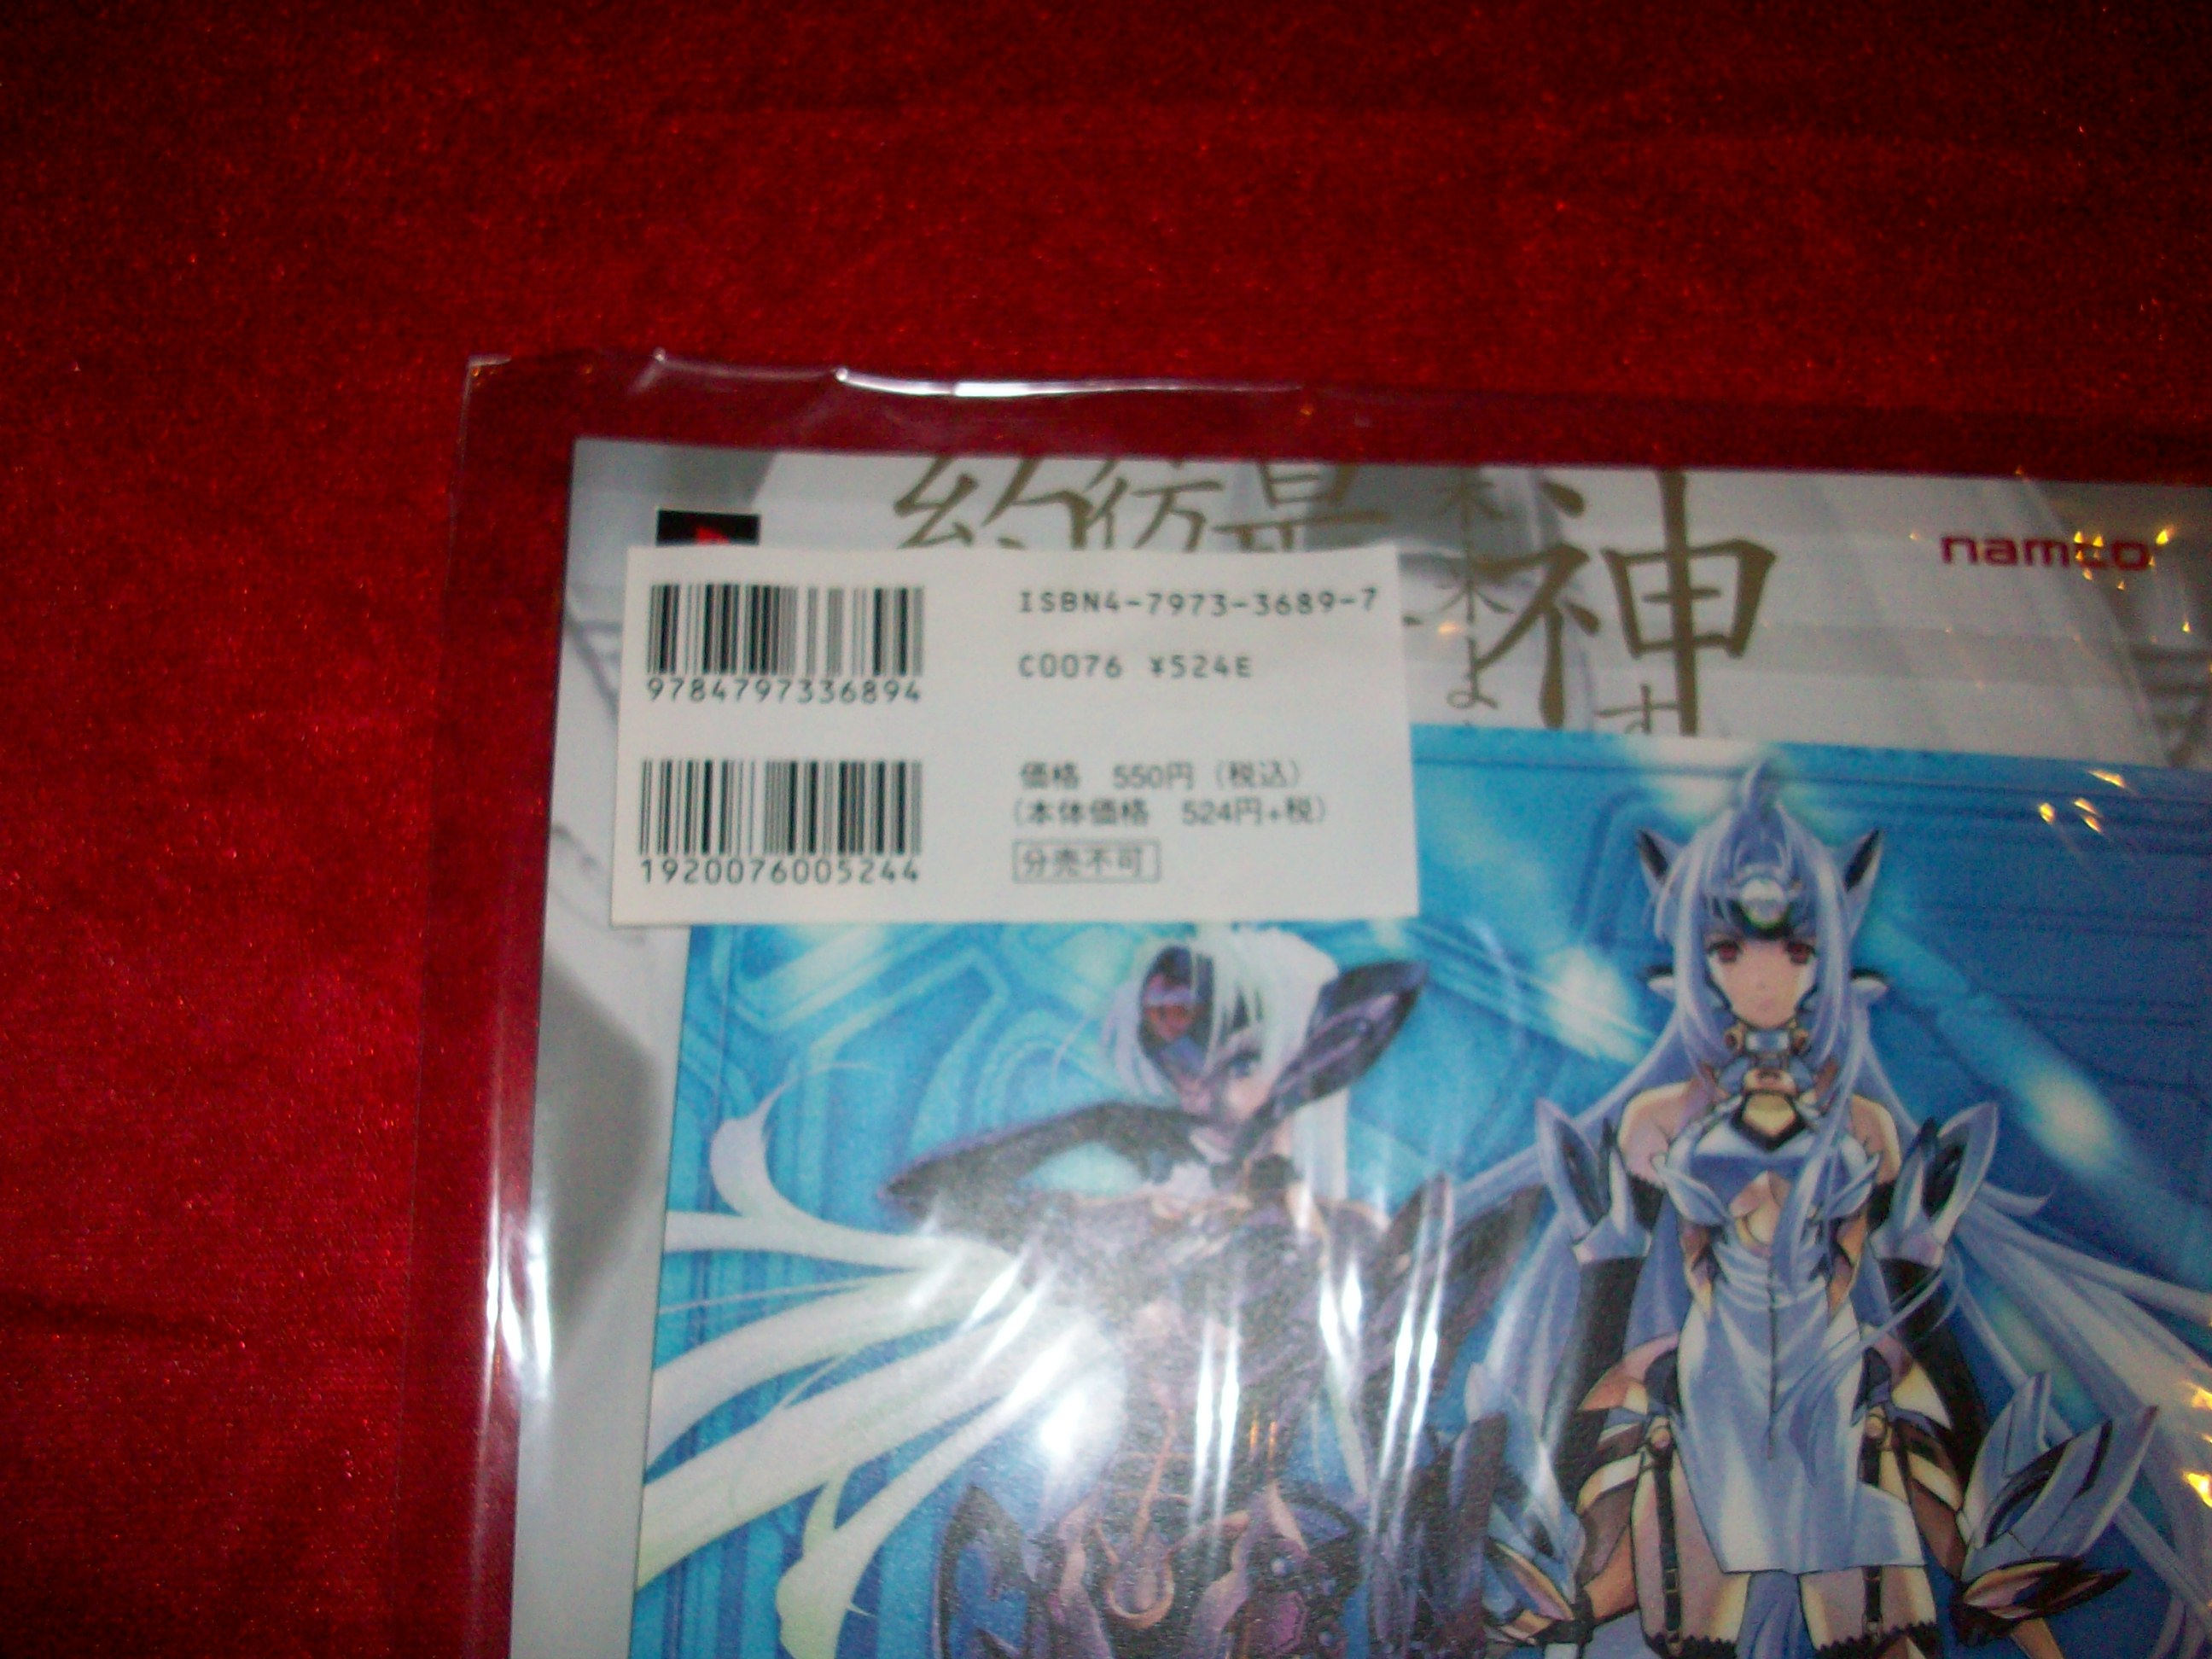 namco
神
ISBN4-7973-3689-7
C0076 ¥524E
9784797336894
価格 550円 (税込)
(本体価格 524円+税)
分売不可
1920076005244